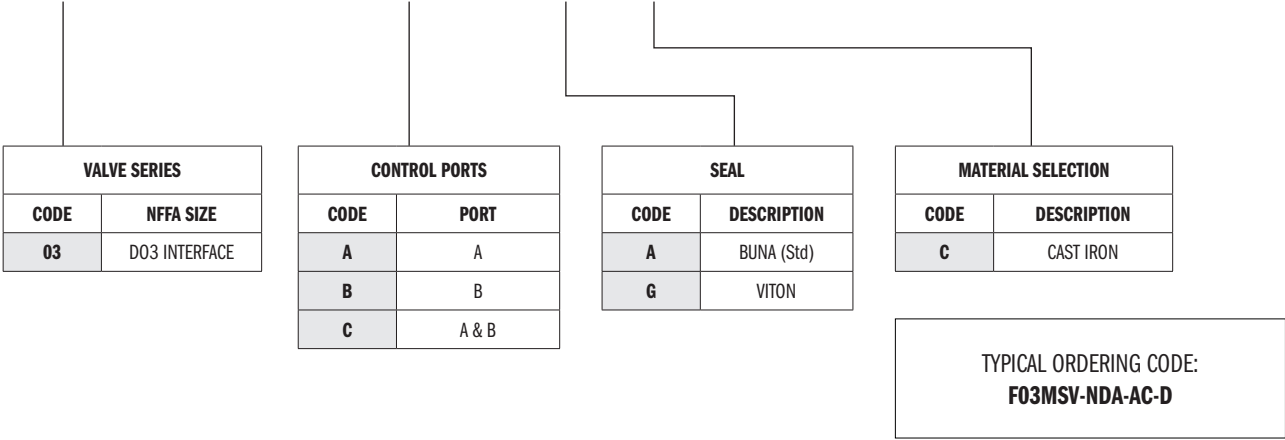 VALVE SERIES
CODE NFFA SIZE
03 DO3 INTERFACE
CONTROL PORTS
CODE PORT
A A
B B
C A & B
SEAL
CODE DESCRIPTION
A BUNA (Std)
G VITON
MATERIAL SELECTION
CODE DESCRIPTION
C CAST IRON
TYPICAL ORDERING CODE:
F03MSV-NDA-AC-D